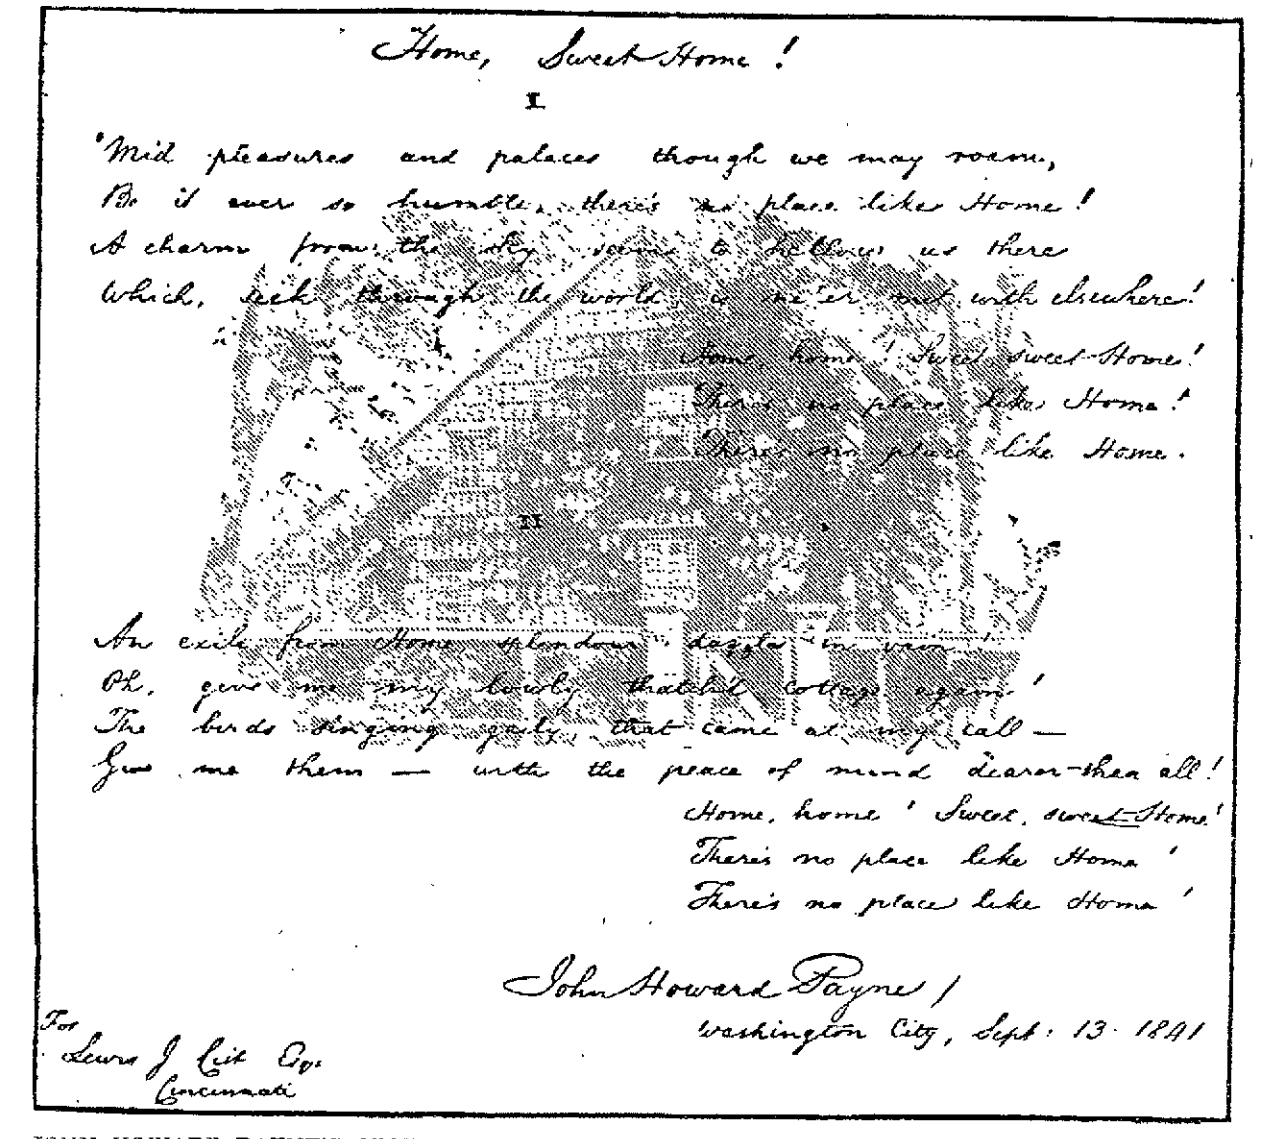 Home, Sweet Home!
I
'Mid pleasures and palaces though we may roam,
Be it ever so humble, there's no place like Home!
A charm from the sky seems to hallow us there
Which, seek through the world, is ne'er met with elsewhere!
Home, home! Sweet, sweet Home!
There's no place like Home!
There's no place like Home.
II
An exile from Home splendour dazzles in vain!
Oh, give me my lowly thatch'd cottage again!
The birds singing gaily, that came at my call —
Give me them — with the peace of mind dearer than all!
Home, home! Sweet, sweet Home!
There's no place like Home!
There's no place like Home!
John Howard Payne
Washington City, Sept: 13. 1841
For
Lewis J Cist Esqr
Cincinnati